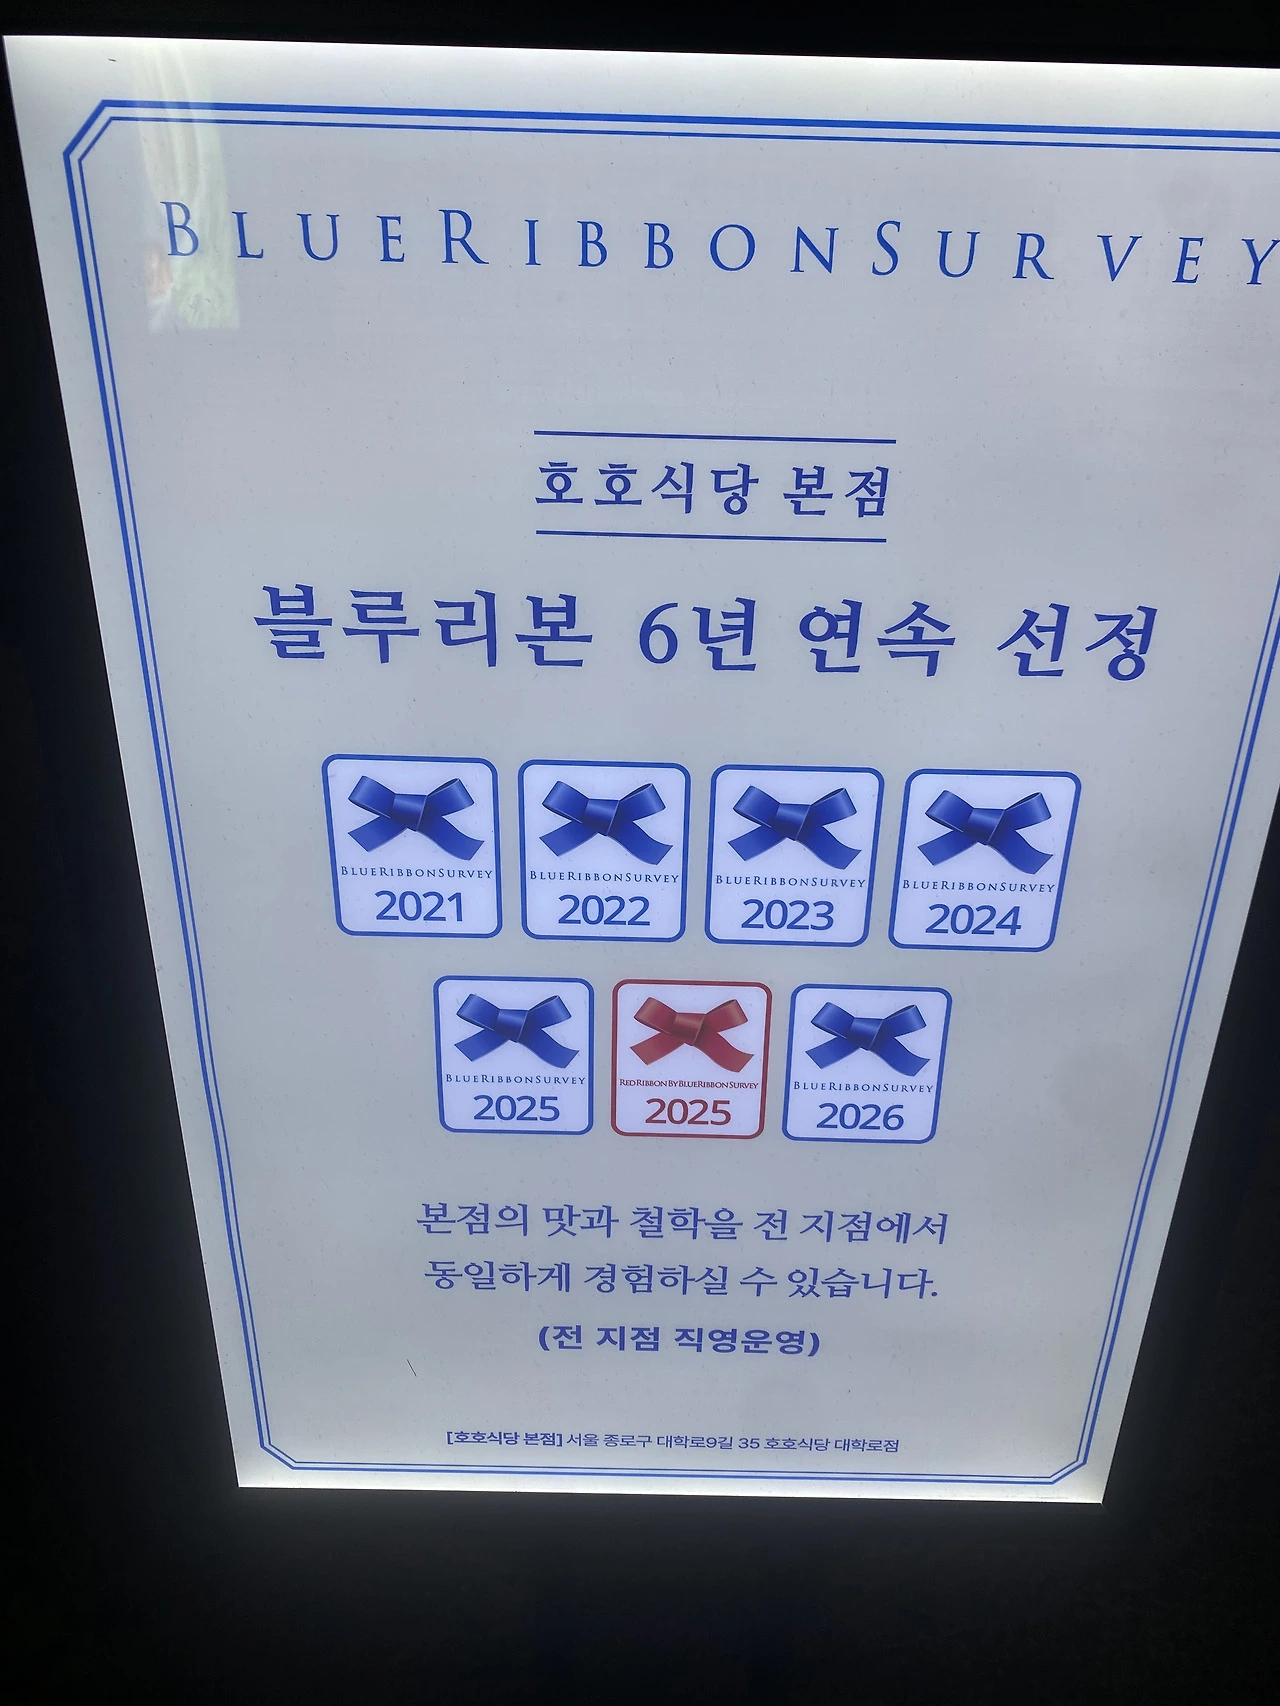 BLUERIBBONSURVEY
호호식당 본점
블루리본 6년 연속 선정
BLUERIBBONSURVEY
2021
BLUERIBBONSURVEY
2022
BLUERIBBONSURVEY
2023
BLUERIBBONSURVEY
2024
BLUERIBBONSURVEY
2025
REDRIBBON BY BLUERIBBONSURVEY
2025
BLUERIBBONSURVEY
2026
본점의 맛과 철학을 전 지점에서
동일하게 경험하실 수 있습니다.
(전 지점 직영운영)
[호호식당 본점] 서울 종로구 대학로9길 35 호호식당 대학로점